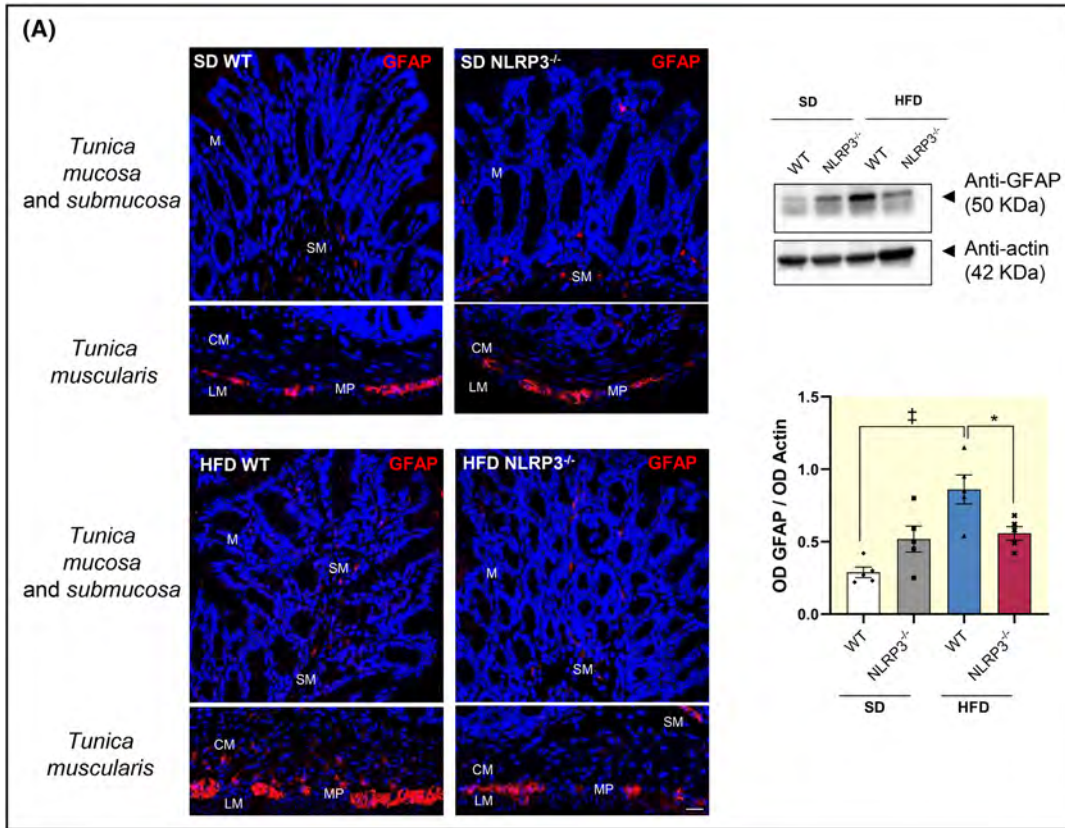 (A)
SD WT GFAP
M
SM
SD NLRP3-/- GFAP
M
SM
Tunica
mucosa
and submucosa
CM
LM
MP
CM
LM
MP
Tunica
muscularis
HFD WT GFAP
M
SM
SM
HFD NLRP3-/- GFAP
M
SM
Tunica
mucosa
and submucosa
CM
LM
MP
SM
CM
LM
MP
Tunica
muscularis
SD HFD
WT NLRP3-/- WT NLRP3-/-
Anti-GFAP
(50 KDa)
Anti-actin
(42 KDa)
OD GFAP / OD Actin
1.5
1.0
0.5
0.0
‡
*
WT NLRP3-/- WT NLRP3-/-
SD HFD